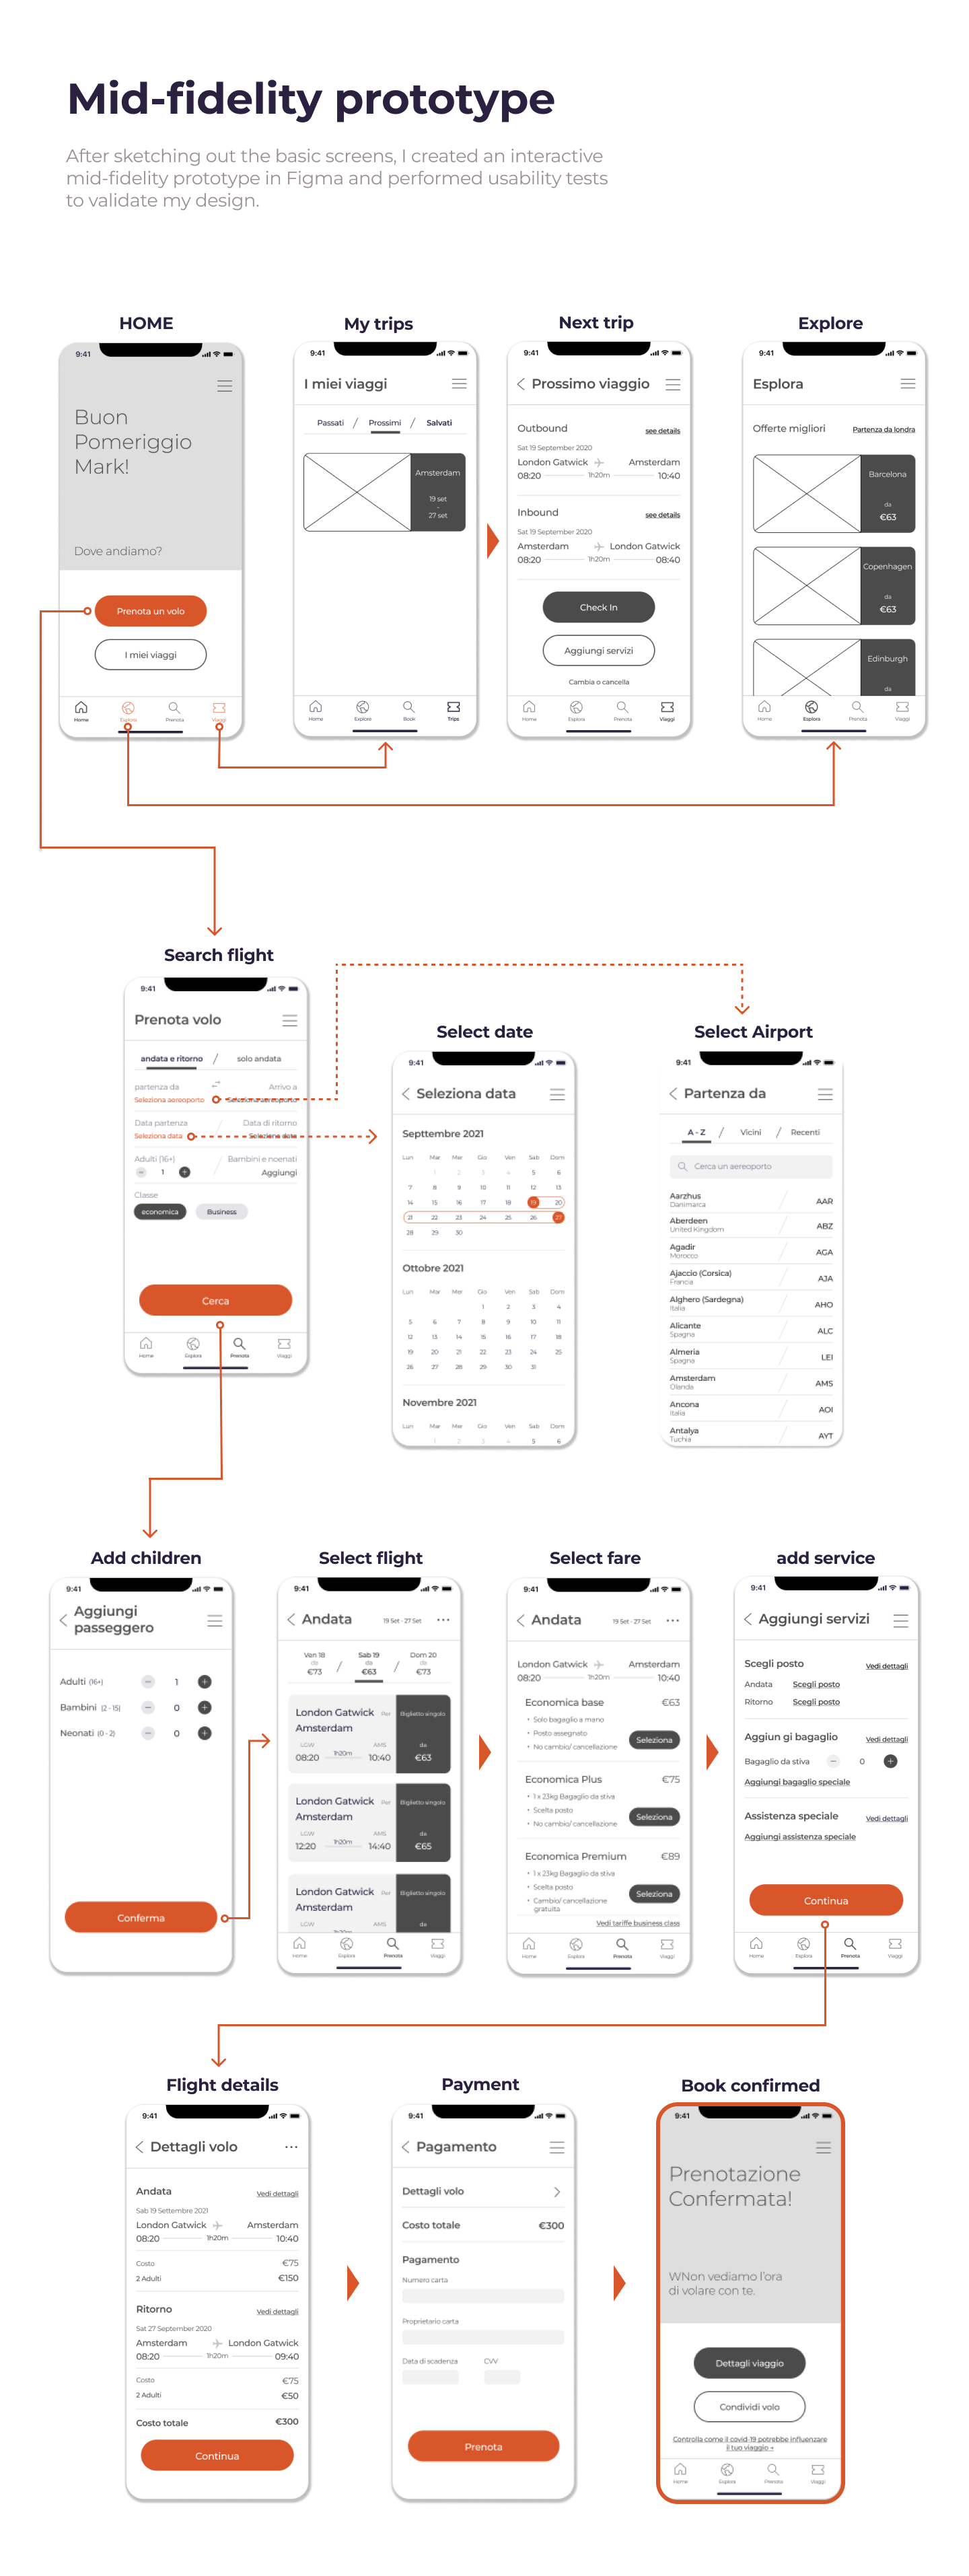 Mid-fidelity prototype
After sketching out the basic screens, I created an interactive
mid-fidelity prototype in Figma and performed usability tests
to validate my design.
HOME
9:41
Buon
Pomeriggio
Mark!
Dove andiamo?
Prenota un volo
I miei viaggi
Home Esplora Prenota Viaggi
My trips
9:41
I miei viaggi
Passati / Prossimi / Salvati
Amsterdam
19 set
-
27 set
Home Explore Book Trips
Next trip
9:41
Prossimo viaggio
Outbound see details
Sat 19 September 2020
London Gatwick Amsterdam
08:20 1h20m 10:40
Inbound see details
Sat 19 September 2020
Amsterdam London Gatwick
08:20 1h20m 08:40
Check In
Aggiungi servizi
Cambia o cancella
Home Esplora Prenota Viaggi
Explore
9:41
Esplora
Offerte migliori Partenza da londra
Barcelona
da
€63
Copenhagen
da
€63
Edinburgh
da
Home Esplora Prenota Viaggi
Search flight
9:41
Prenota volo
andata e ritorno / solo andata
partenza da Arrivo a
Seleziona aereoporto Seleziona aereoporto
Data partenza Data di ritorno
Seleziona data Seleziona data
Adulti (16+) Bambini e noenati
1 Aggiungi
Classe
economica Business
Cerca
Home Esplora Prenota Viaggi
Select date
9:41
Seleziona data
Septtembre 2021
Lun Mar Mer Gio Ven Sab Dom
1 2 3 4 5 6
7 8 9 10 11 12 13
14 15 16 17 18 19 20
21 22 23 24 25 26 27
28 29 30
Ottobre 2021
Lun Mar Mer Gio Ven Sab Dom
1 2 3 4
5 6 7 8 9 10 11
12 13 14 15 16 17 18
19 20 21 22 23 24 25
26 27 28 29 30 31
Novembre 2021
Lun Mar Mer Gio Ven Sab Dom
1 2 3 4 5 6
Select Airport
9:41
Partenza da
A - Z / Vicini / Recenti
Cerca un aereoporto
Aarzhus
Danimarca AAR
Aberdeen
United Kingdom ABZ
Agadir
Morocco AGA
Ajaccio (Corsica)
Francia AJA
Alghero (Sardegna)
Italia AHO
Alicante
Spagna ALC
Almeria
Spagna LEI
Amsterdam
Olanda AMS
Ancona
Italia AOI
Antalya
Tuchia AYT
Add children
9:41
Aggiungi
passeggero
Adulti (16+) 1
Bambini (2 - 15) 0
Neonati (0 - 2) 0
Conferma
Select flight
9:41
Andata 19 Set - 27 Set
Ven 18 Sab 19 Dom 20
da da da
€73 / €63 / €73
London Gatwick Per Biglietto singolo
Amsterdam
LGW AMS da
08:20 1h20m 10:40 €63
London Gatwick Per Biglietto singolo
Amsterdam
LGW AMS da
12:20 1h20m 14:40 €65
London Gatwick Per Biglietto singolo
Amsterdam
LGW AMS da
1h20m
Home Esplora Prenota Viaggi
Select fare
9:41
Andata 19 Set - 27 Set
London Gatwick Amsterdam
08:20 1h20m 10:40
Economica base €63
• Solo bagaglio a mano
• Posto assegnato
• No cambio/ cancellazione
Seleziona
Economica Plus €75
• 1 x 23kg Bagaglio da stiva
• Scelta posto
• No cambio/ cancellazione
Seleziona
Economica Premium €89
• 1 x 23kg Bagaglio da stiva
• Scelta posto
• Cambio/ cancellazione
gratuita
Seleziona
Vedi tariffe business class
Home Esplora Prenota Viaggi
add service
9:41
Aggiungi servizi
Scegli posto Vedi dettagli
Andata Scegli posto
Ritorno Scegli posto
Aggiun gi bagaglio Vedi dettagli
Bagaglio da stiva 0
Aggiungi bagaglio speciale
Assistenza speciale Vedi dettagli
Aggiungi assistenza speciale
Continua
Home Esplora Prenota Viaggi
Flight details
9:41
Dettagli volo
Andata Vedi dettagli
Sab 19 Settembre 2021
London Gatwick Amsterdam
08:20 1h20m 10:40
Costo €75
2 Adulti €150
Ritorno Vedi dettagli
Sat 27 September 2020
Amsterdam London Gatwick
08:20 1h20m 09:40
Costo €75
2 Adulti €50
Costo totale €300
Continua
Payment
9:41
Pagamento
Dettagli volo
Costo totale €300
Pagamento
Numero carta
Proprietario carta
Data di scadenza CVV
Prenota
Book confirmed
9:41
Prenotazione
Confermata!
WNon vediamo l'ora
di volare con te.
Dettagli viaggio
Condividi volo
Controlla come il covid-19 potrebbe influenzare
il tuo viaggio →
Home Esplora Prenota Viaggi